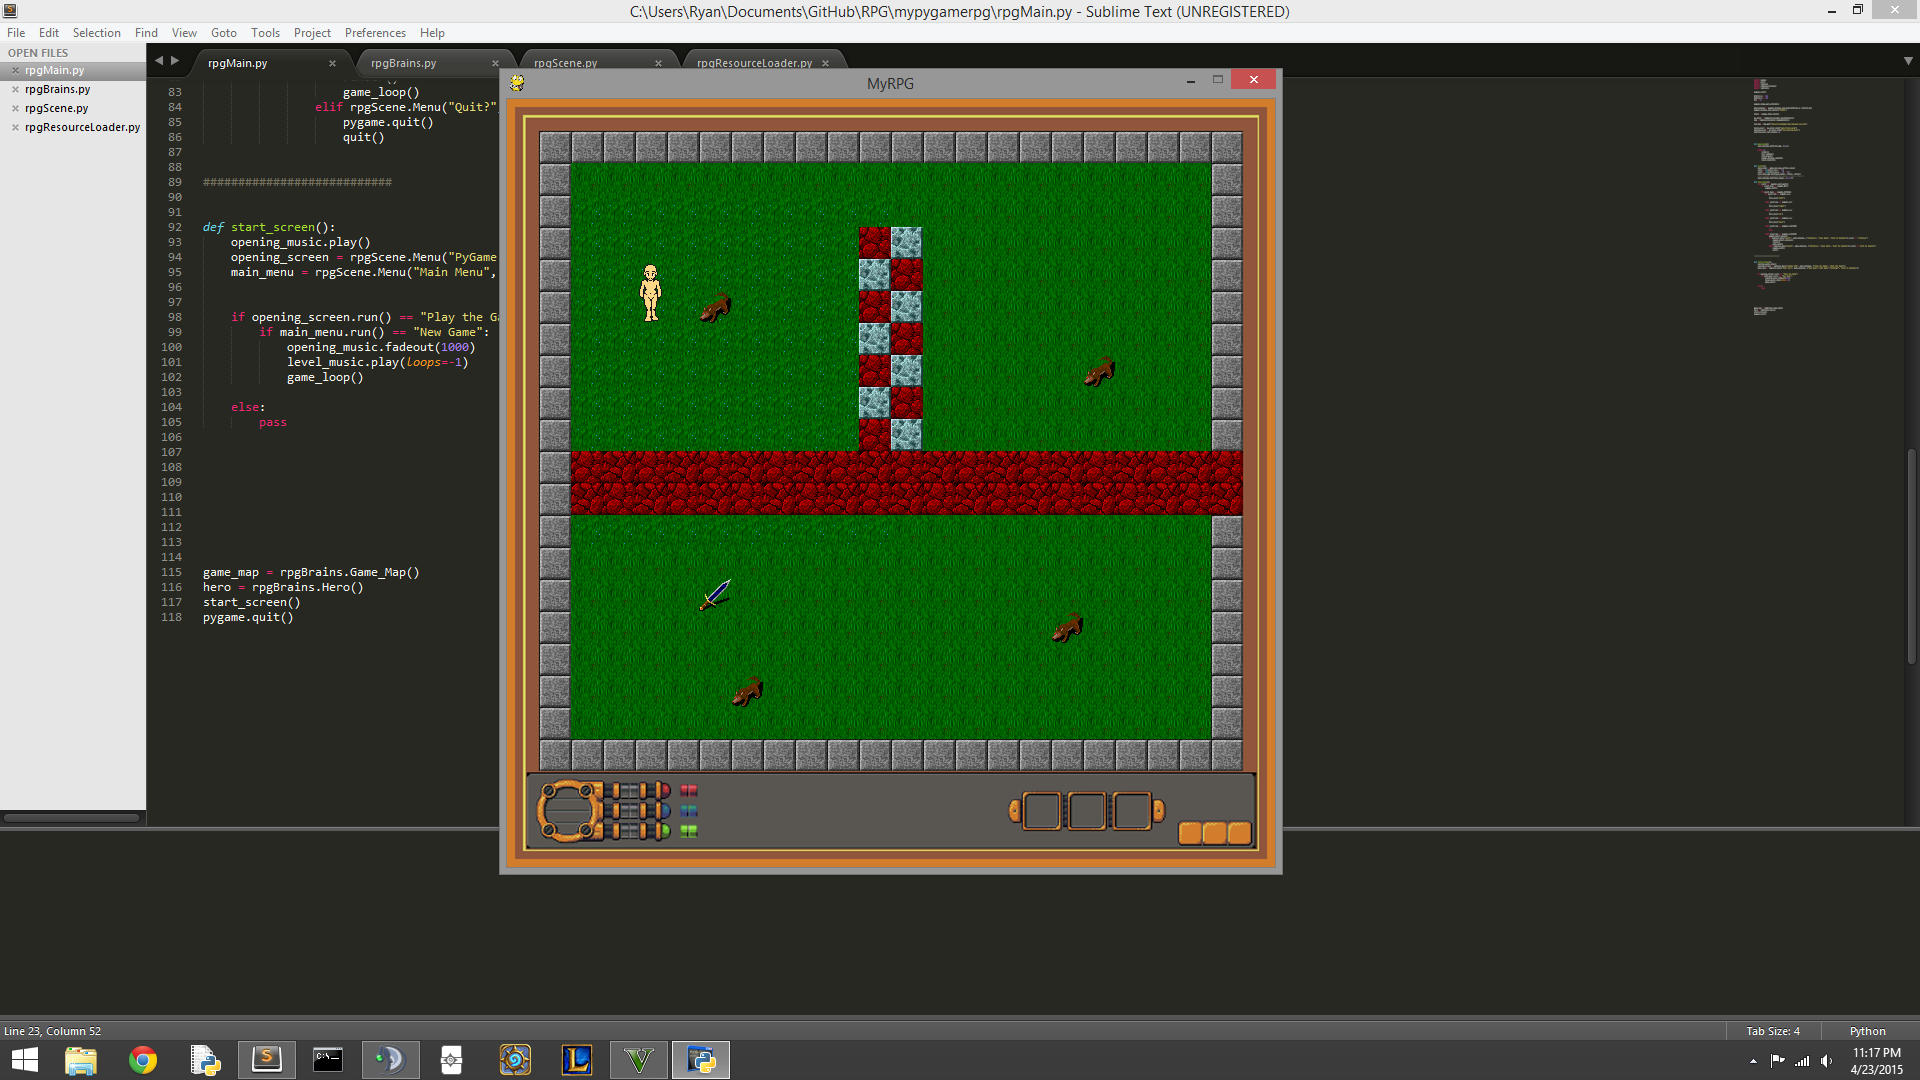 C:\Users\Ryan\Documents\GitHub\RPG\mypygamerpg\rpgMain.py - Sublime Text (UNREGISTERED)
File Edit Selection Find View Goto Tools Project Preferences Help
OPEN FILES
rpgMain.py
rpgBrains.py
rpgScene.py
rpgResourceLoader.py
rpgMain.py rpgBrains.py rpgScene.py rpgResourceLoader.py
MyRPG
83 game_loop()
84 elif rpgScene.Menu("Quit?"
85 pygame.quit()
86 quit()
87
88
89 ###########################
90
91
92 def start_screen():
93 opening_music.play()
94 opening_screen = rpgScene.Menu("PyGame
95 main_menu = rpgScene.Menu("Main Menu",
96
97
98 if opening_screen.run() == "Play the Ga
99 if main_menu.run() == "New Game":
100 opening_music.fadeout(1000)
101 level_music.play(loops=-1)
102 game_loop()
103
104 else:
105 pass
106
107
108
109
110
111
112
113
114
115 game_map = rpgBrains.Game_Map()
116 hero = rpgBrains.Hero()
117 start_screen()
118 pygame.quit()
Line 23, Column 52
Tab Size: 4 Python
11:17 PM
4/23/2015